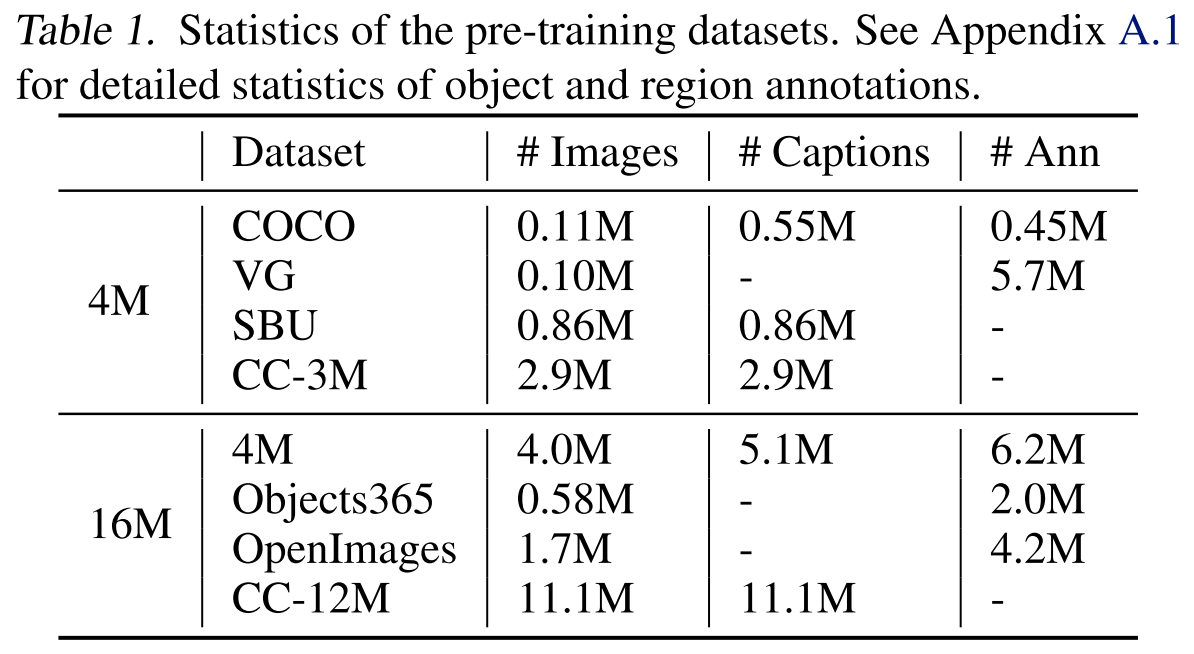 Table 1. Statistics of the pre-training datasets. See Appendix A.1
for detailed statistics of object and region annotations.
Dataset # Images # Captions # Ann
4M
COCO 0.11M 0.55M 0.45M
VG 0.10M - 5.7M
SBU 0.86M 0.86M -
CC-3M 2.9M 2.9M -
16M
4M 4.0M 5.1M 6.2M
Objects365 0.58M - 2.0M
OpenImages 1.7M - 4.2M
CC-12M 11.1M 11.1M -